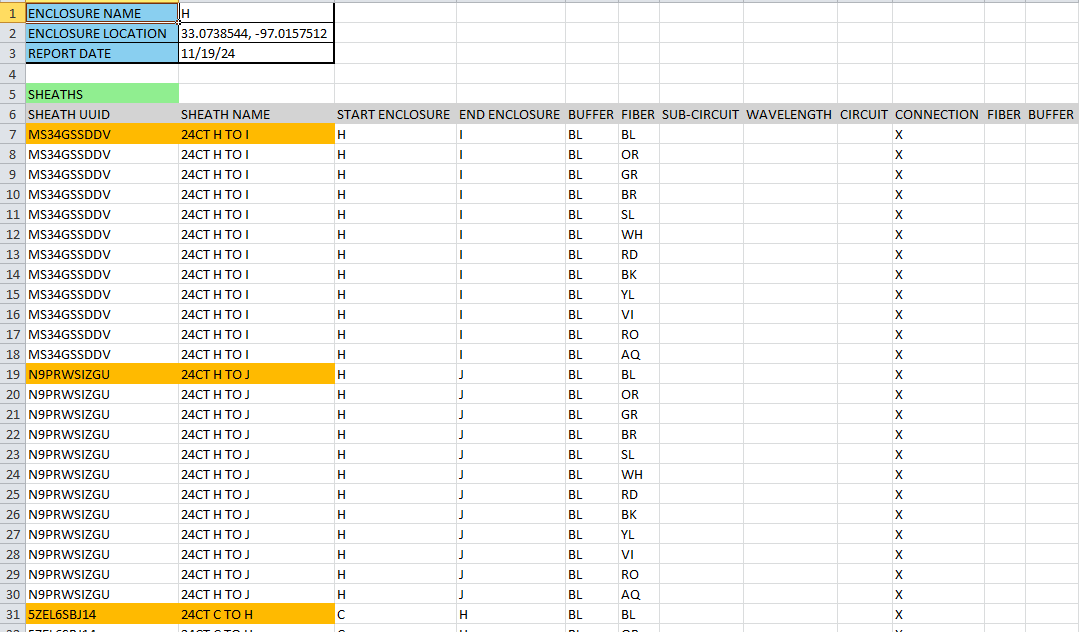 1 ENCLOSURE NAME H
2 ENCLOSURE LOCATION 33.0738544, -97.0157512
3 REPORT DATE 11/19/24
4
5 SHEATHS
6 SHEATH UUID SHEATH NAME START ENCLOSURE END ENCLOSURE BUFFER FIBER SUB-CIRCUIT WAVELENGTH CIRCUIT CONNECTION FIBER BUFFER
7 MS34GSSDDV 24CT H TO I H I BL BL X
8 MS34GSSDDV 24CT H TO I H I BL OR X
9 MS34GSSDDV 24CT H TO I H I BL GR X
10 MS34GSSDDV 24CT H TO I H I BL BR X
11 MS34GSSDDV 24CT H TO I H I BL SL X
12 MS34GSSDDV 24CT H TO I H I BL WH X
13 MS34GSSDDV 24CT H TO I H I BL RD X
14 MS34GSSDDV 24CT H TO I H I BL BK X
15 MS34GSSDDV 24CT H TO I H I BL YL X
16 MS34GSSDDV 24CT H TO I H I BL VI X
17 MS34GSSDDV 24CT H TO I H I BL RO X
18 MS34GSSDDV 24CT H TO I H I BL AQ X
19 N9PRWSIZGU 24CT H TO J H J BL BL X
20 N9PRWSIZGU 24CT H TO J H J BL OR X
21 N9PRWSIZGU 24CT H TO J H J BL GR X
22 N9PRWSIZGU 24CT H TO J H J BL BR X
23 N9PRWSIZGU 24CT H TO J H J BL SL X
24 N9PRWSIZGU 24CT H TO J H J BL WH X
25 N9PRWSIZGU 24CT H TO J H J BL RD X
26 N9PRWSIZGU 24CT H TO J H J BL BK X
27 N9PRWSIZGU 24CT H TO J H J BL YL X
28 N9PRWSIZGU 24CT H TO J H J BL VI X
29 N9PRWSIZGU 24CT H TO J H J BL RO X
30 N9PRWSIZGU 24CT H TO J H J BL AQ X
31 5ZEL6SBJ14 24CT C TO H C H BL BL X